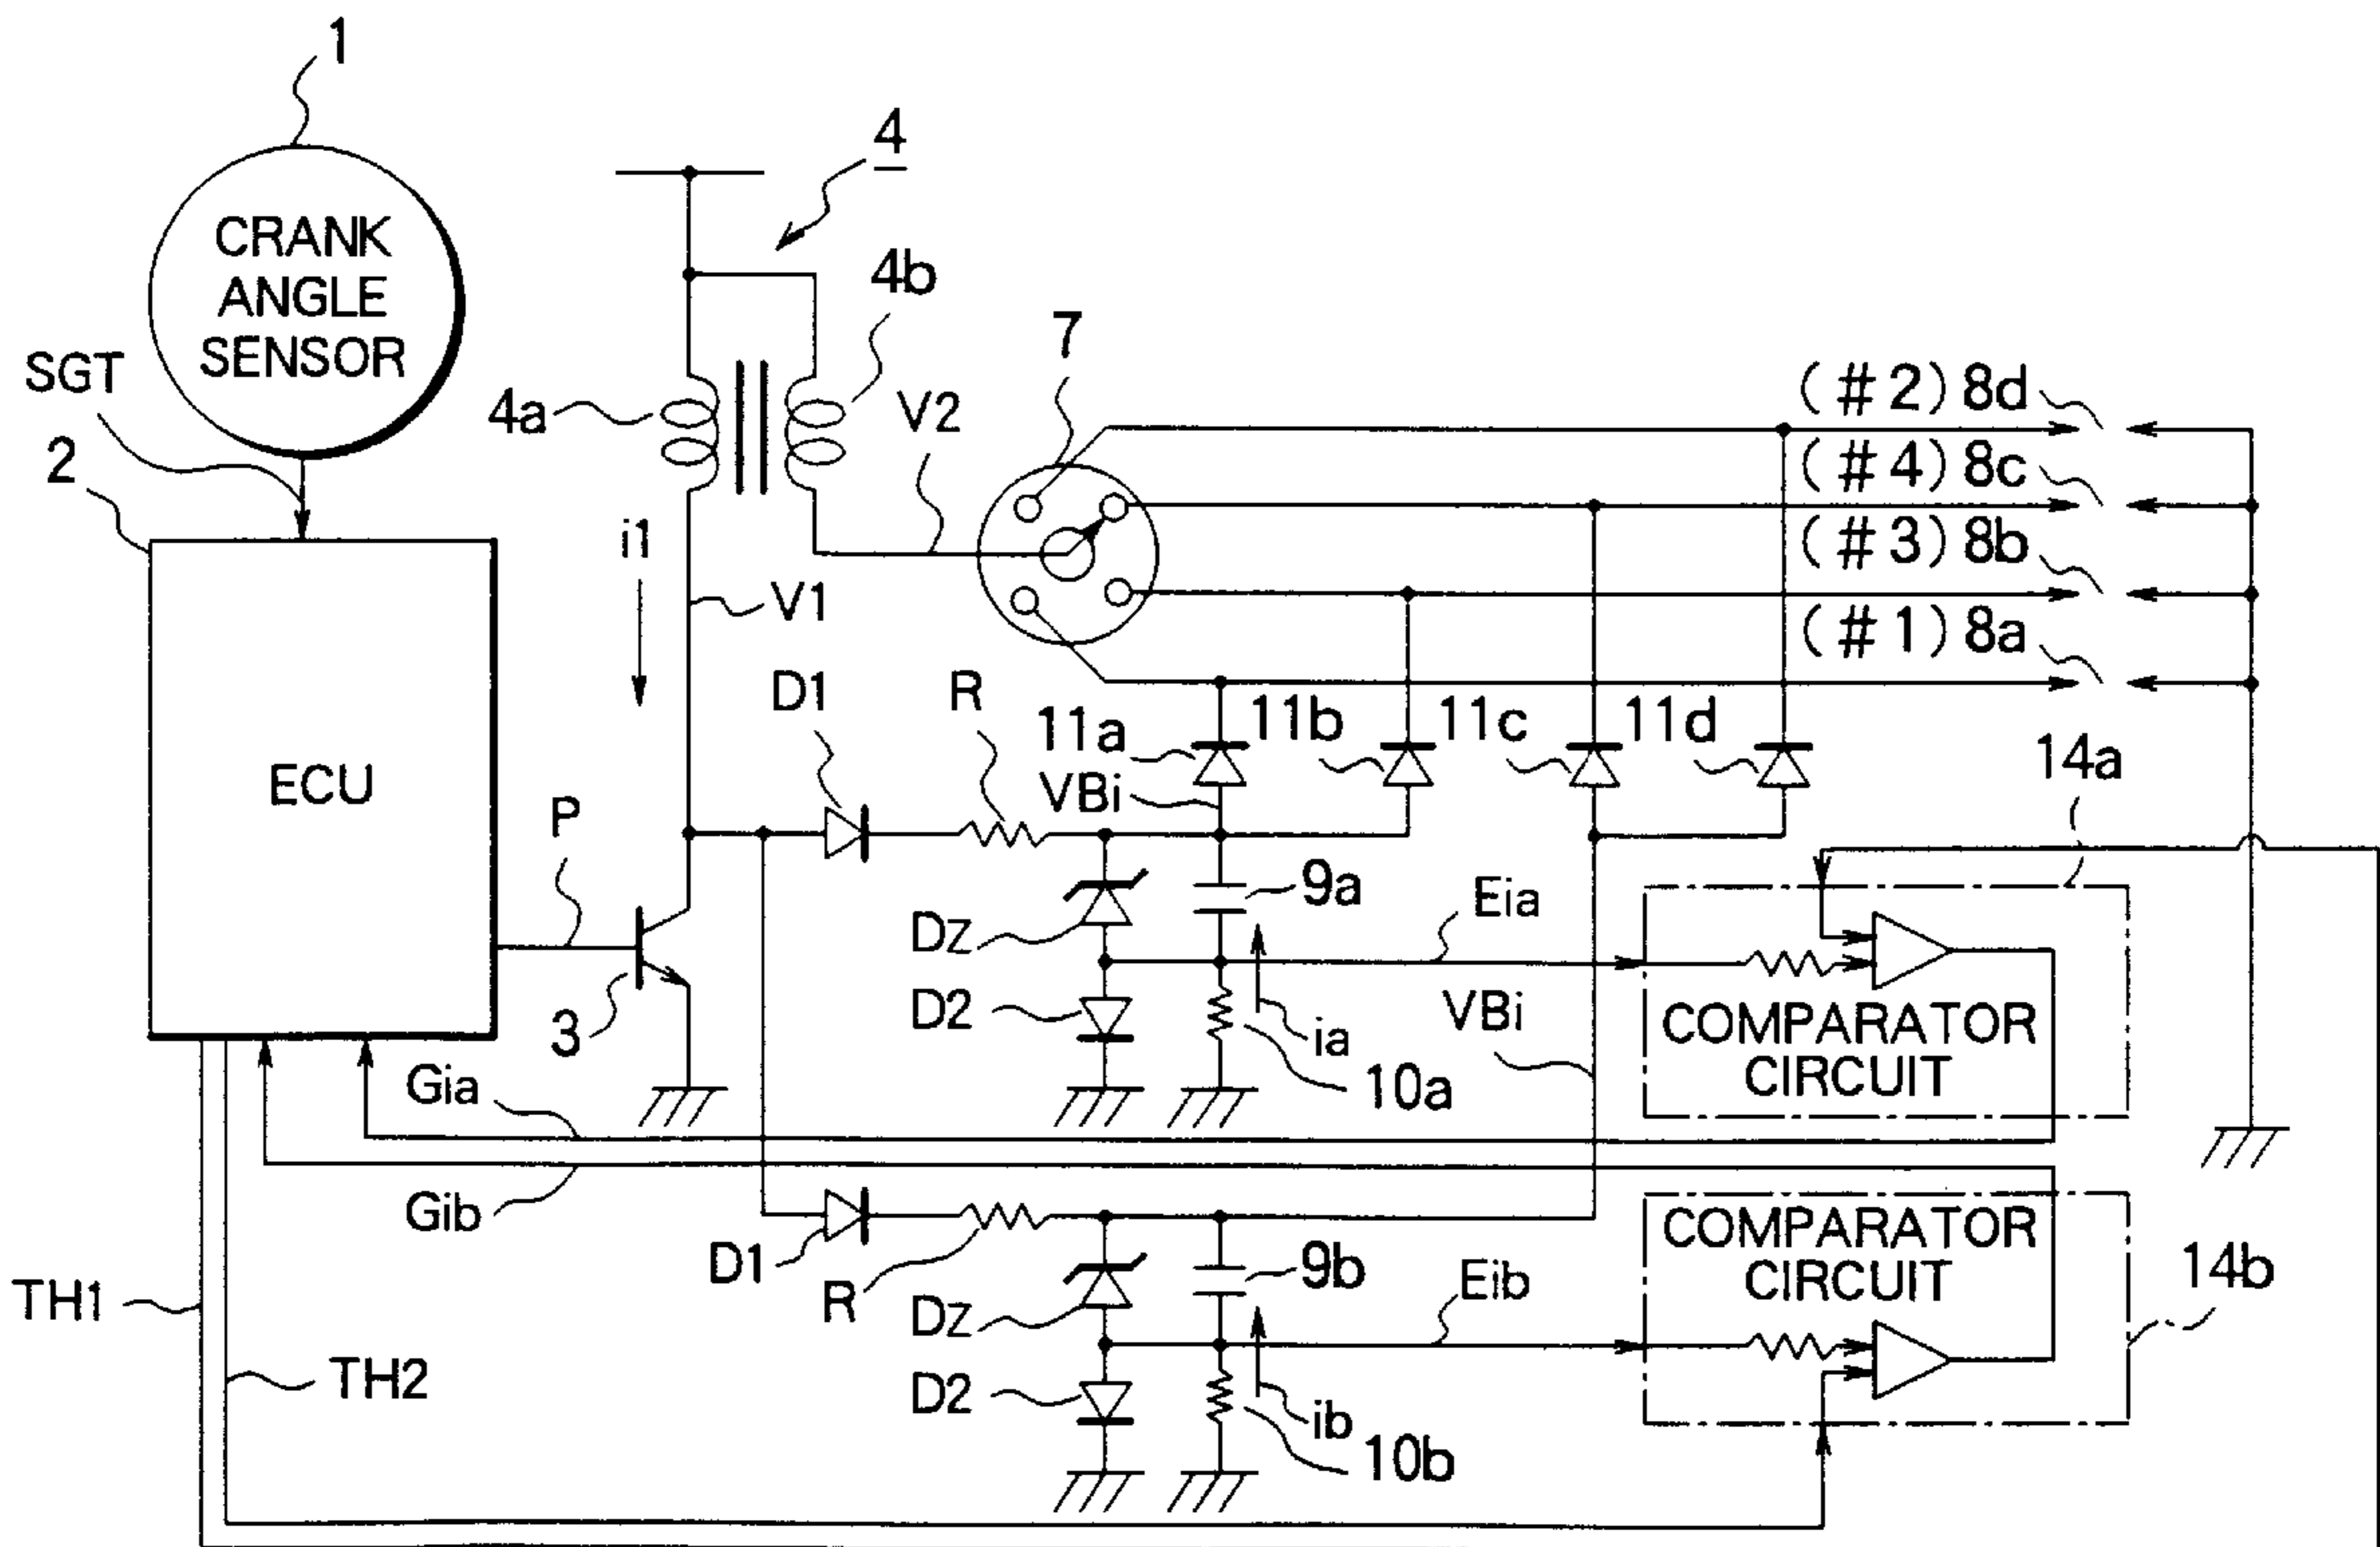 1
4
CRANK
ANGLE
SENSOR
4b
7
SGT
4a
V2
(#2) 8d
2
(#4) 8c
i1
(#3) 8b
V1
(#1) 8a
D1
R
11a
11b
11c
11d
14a
VBi
ECU
P
9a
Eia
Dz
3
D2
ia
VBi
COMPARATOR
CIRCUIT
10a
Gia
Gib
D1
R
9b
Eib
COMPARATOR
CIRCUIT
14b
TH1
Dz
TH2
D2
ib
10b